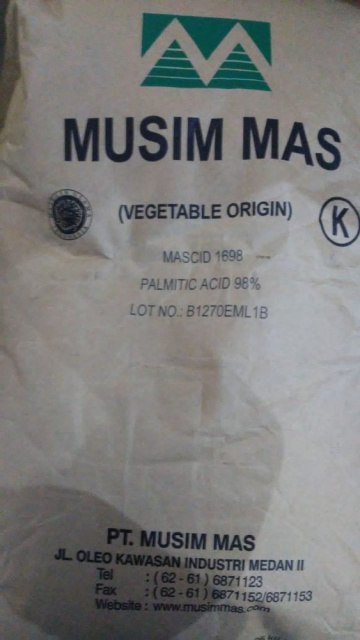 MUSIM MAS
(VEGETABLE ORIGIN)
K
MASCID 1698
PALMITIC ACID 98%
LOT NO.: B1270EML1B
PT. MUSIM MAS
JL. OLEO KAWASAN INDUSTRI MEDAN II
Tel : ( 62 - 61 ) 6871123
Fax : ( 62 - 61 ) 6871152/6871153
Website : www.musimmas.com